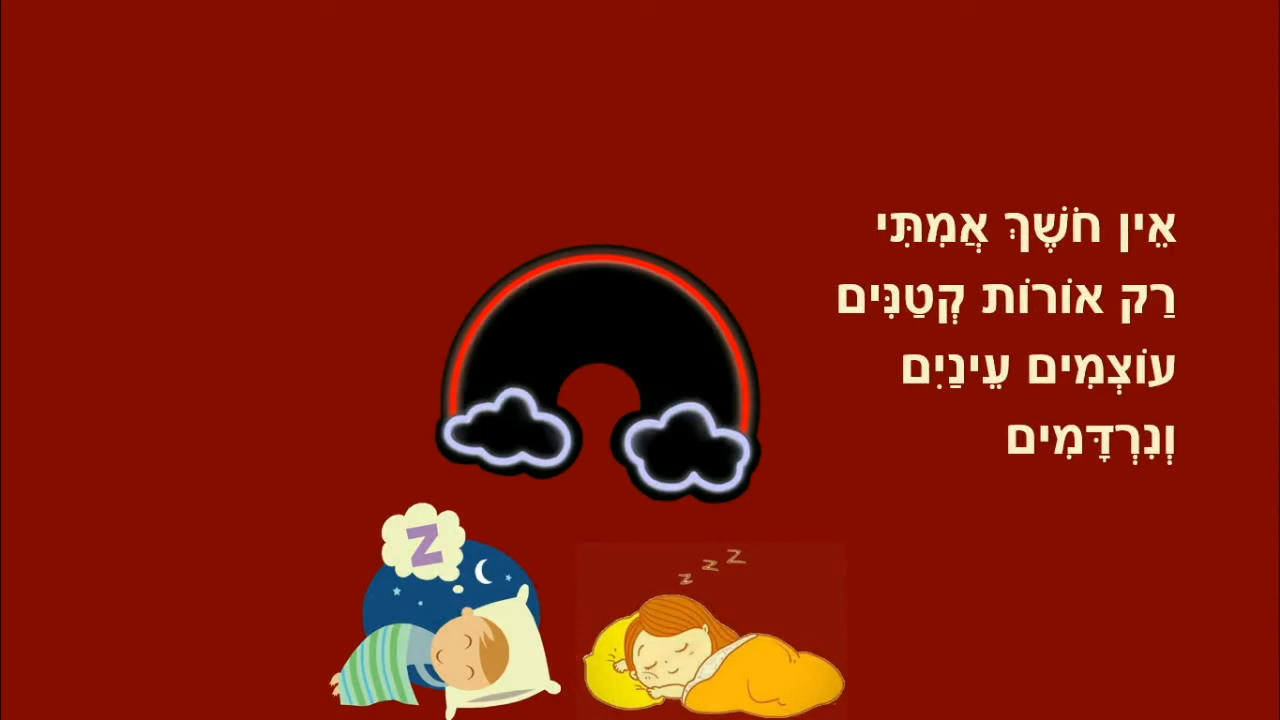 אֵין חֹשֶׁךְ אֲמִתִּי
רַק אוֹרוֹת קְטַנִּים
עוֹצְמִים עֵינַיִם
וְנִרְדָּמִים
Z
z z z